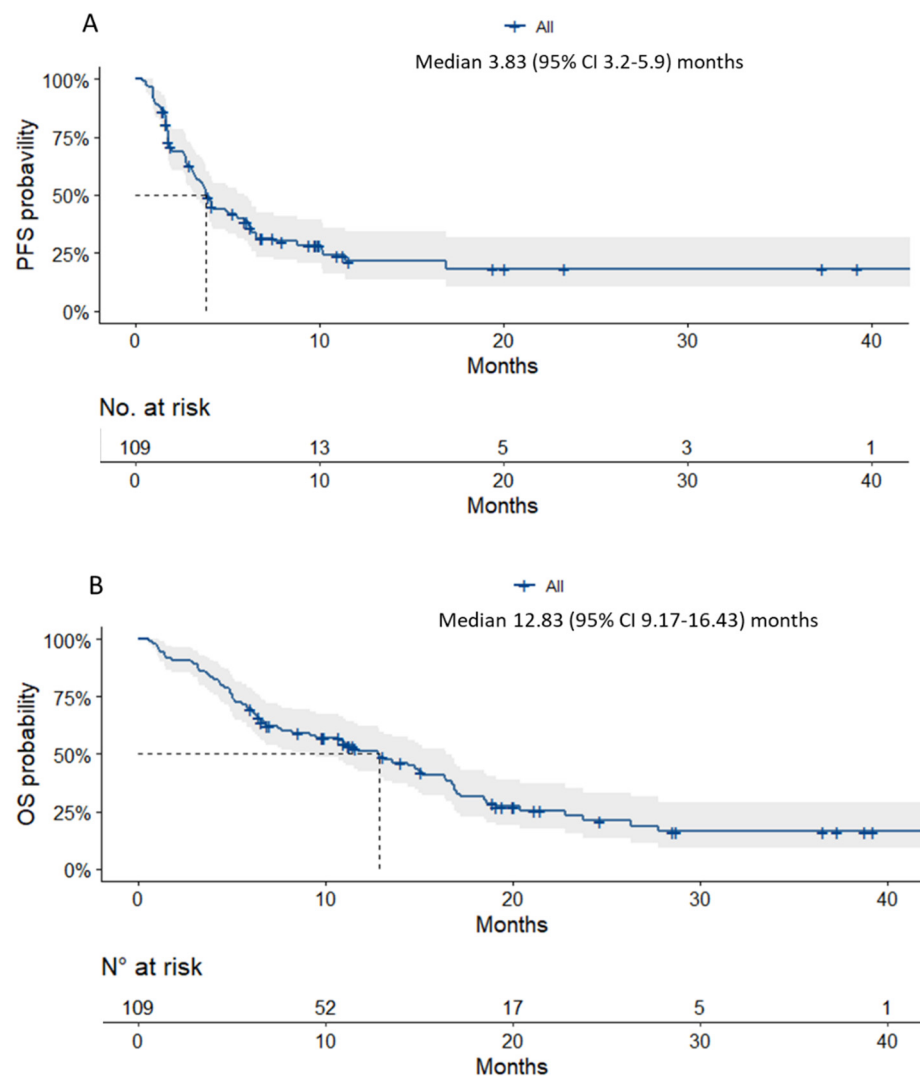 A
All
Median 3.83 (95% CI 3.2-5.9) months
100%
75%
50%
25%
0%
PFS probavility
0 10 20 30 40
Months
No. at risk
109 13 5 3 1
0 10 20 30 40
Months
B
All
Median 12.83 (95% CI 9.17-16.43) months
100%
75%
50%
25%
0%
OS probability
0 10 20 30 40
Months
N° at risk
109 52 17 5 1
0 10 20 30 40
Months